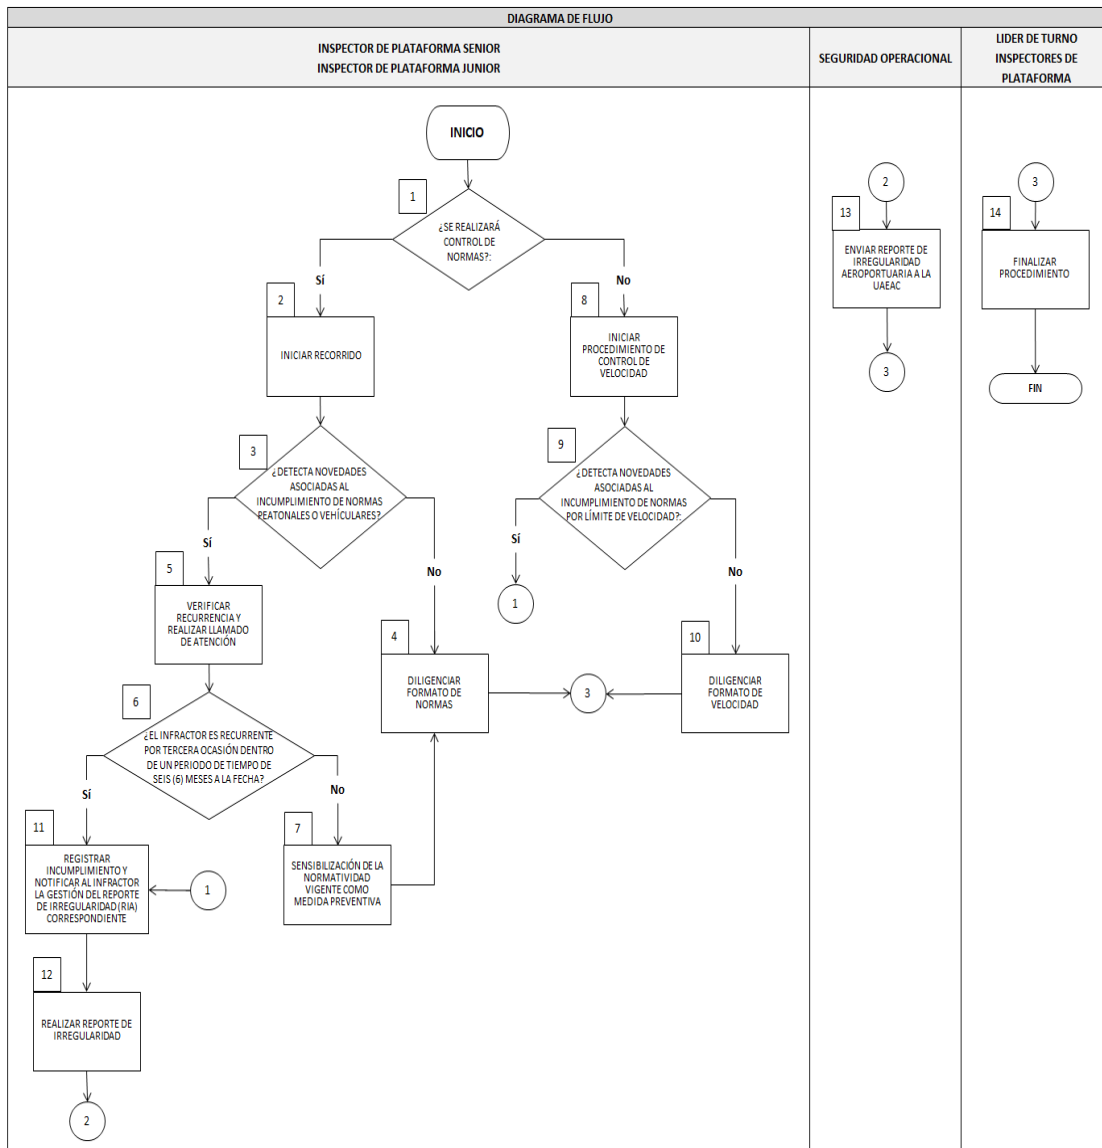 DIAGRAMA DE FLUJO
INSPECTOR DE PLATAFORMA SENIOR
INSPECTOR DE PLATAFORMA JUNIOR
SEGURIDAD OPERACIONAL
LIDER DE TURNO
INSPECTORES DE
PLATAFORMA
INICIO
1
¿SE REALIZARÁ
CONTROL DE
NORMAS?:
Sí
No
2
INICIAR RECORRIDO
8
INICIAR
PROCEDIMIENTO DE
CONTROL DE
VELOCIDAD
3
¿DETECTA NOVEDADES
ASOCIADAS AL
INCUMPLIMIENTO DE NORMAS
PEATONALES O VEHÍCULARES?
Sí
No
9
¿DETECTA NOVEDADES
ASOCIADAS AL
INCUMPLIMIENTO DE NORMAS
POR LÍMITE DE VELOCIDAD?:
Sí
No
1
5
VERIFICAR
RECURRENCIA Y
REALIZAR LLAMADO
DE ATENCIÓN
4
DILIGENCIAR
FORMATO DE
NORMAS
3
10
DILIGENCIAR
FORMATO DE
VELOCIDAD
6
¿EL INFRACTOR ES RECURRENTE
POR TERCERA OCASIÓN DENTRO
DE UN PERIODO DE TIEMPO DE
SEIS (6) MESES A LA FECHA?
Sí
No
11
REGISTRAR
INCUMPLIMIENTO Y
NOTIFICAR AL INFRACTOR
LA GESTIÓN DEL REPORTE
DE IRREGULARIDAD (RIA)
CORRESPONDIENTE
1
7
SENSIBILIZACIÓN DE LA
NORMATIVIDAD
VIGENTE COMO
MEDIDA PREVENTIVA
12
REALIZAR REPORTE DE
IRREGULARIDAD
2
2
13
ENVIAR REPORTE DE
IRREGULARIDAD
AEROPORTUARIA A LA
UAEAC
3
3
14
FINALIZAR
PROCEDIMIENTO
FIN